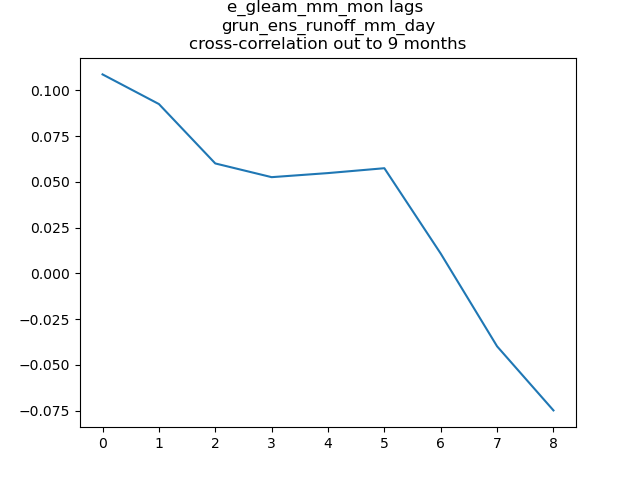 e_gleam_mm_mon lags
grun_ens_runoff_mm_day
cross-correlation out to 9 months
0.100
0.075
0.050
0.025
0.000
−0.025
−0.050
−0.075
0 1 2 3 4 5 6 7 8